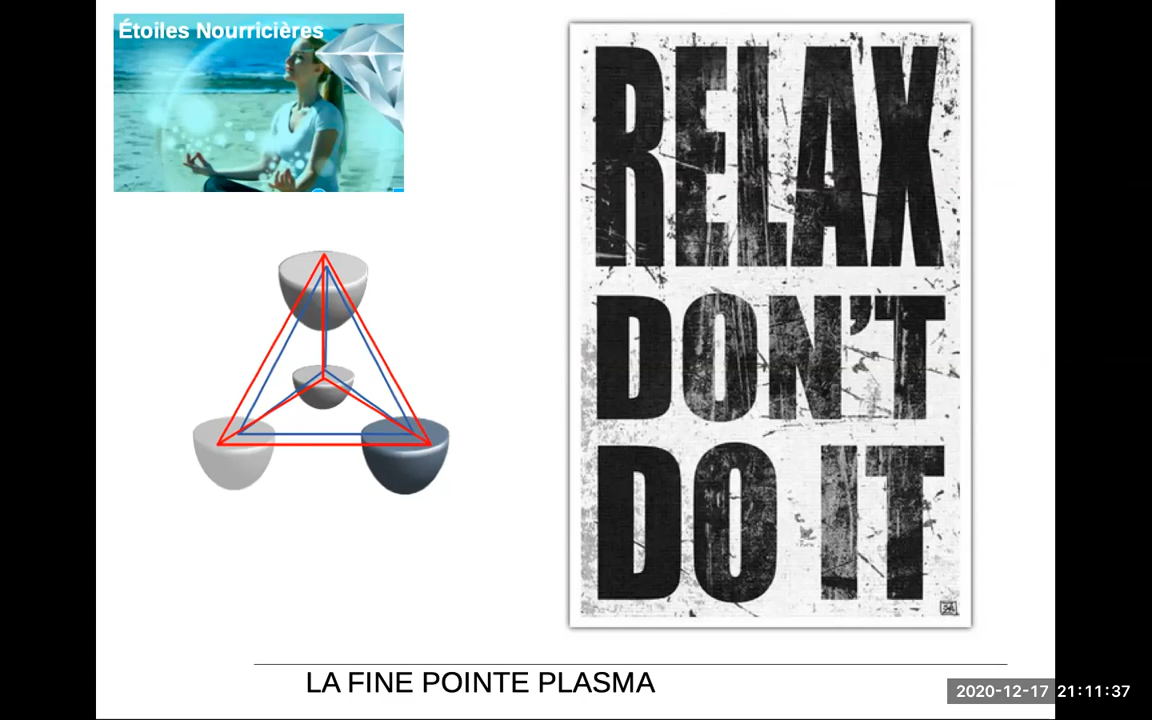 Étoiles Nourricières
RELAX
DON'T
DO IT
LA FINE POINTE PLASMA
2020-12-17 21:11:37